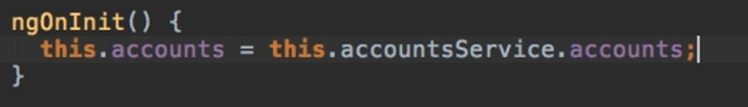 ngOnInit() {
this.accounts = this.accountsService.accounts;
}